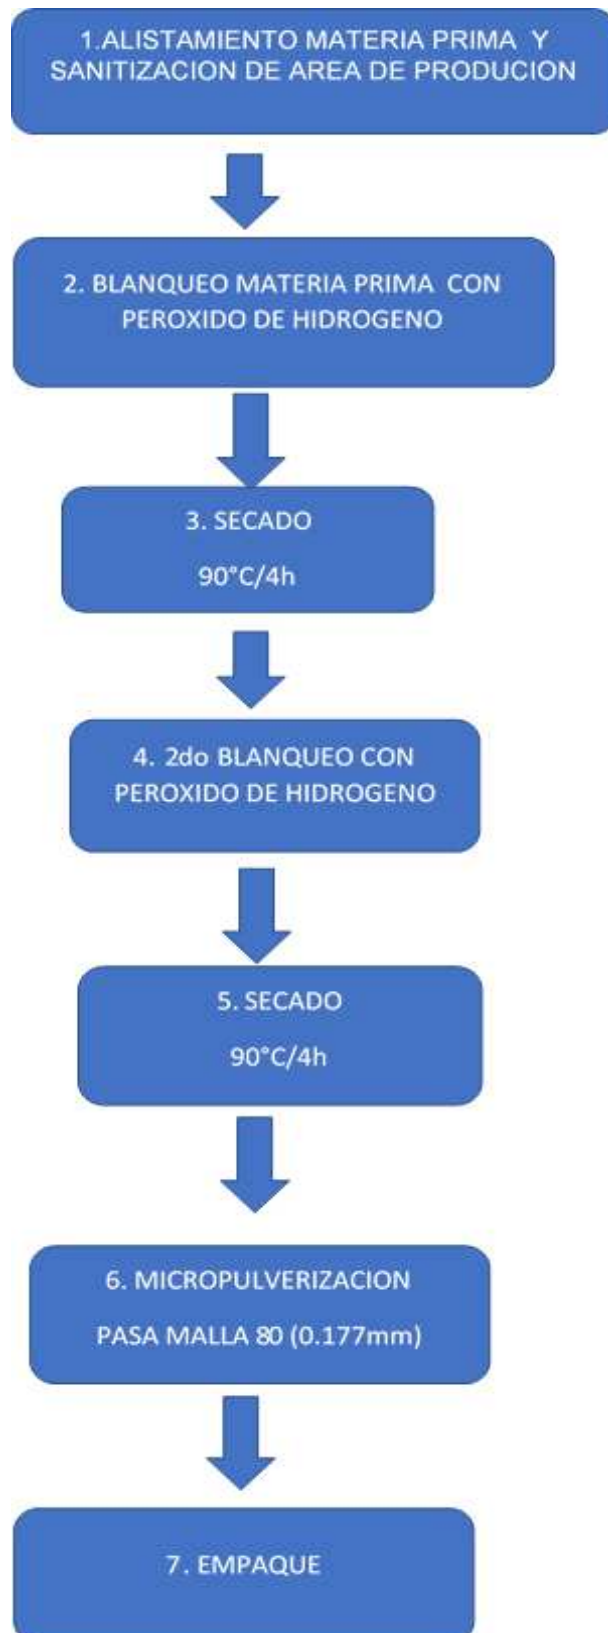 1.ALISTAMIENTO MATERIA PRIMA Y
SANITIZACION DE AREA DE PRODUCION
2. BLANQUEO MATERIA PRIMA CON
PEROXIDO DE HIDROGENO
3. SECADO
90°C/4h
4. 2do BLANQUEO CON
PEROXIDO DE HIDROGENO
5. SECADO
90°C/4h
6. MICROPULVERIZACION
PASA MALLA 80 (0.177mm)
7. EMPAQUE